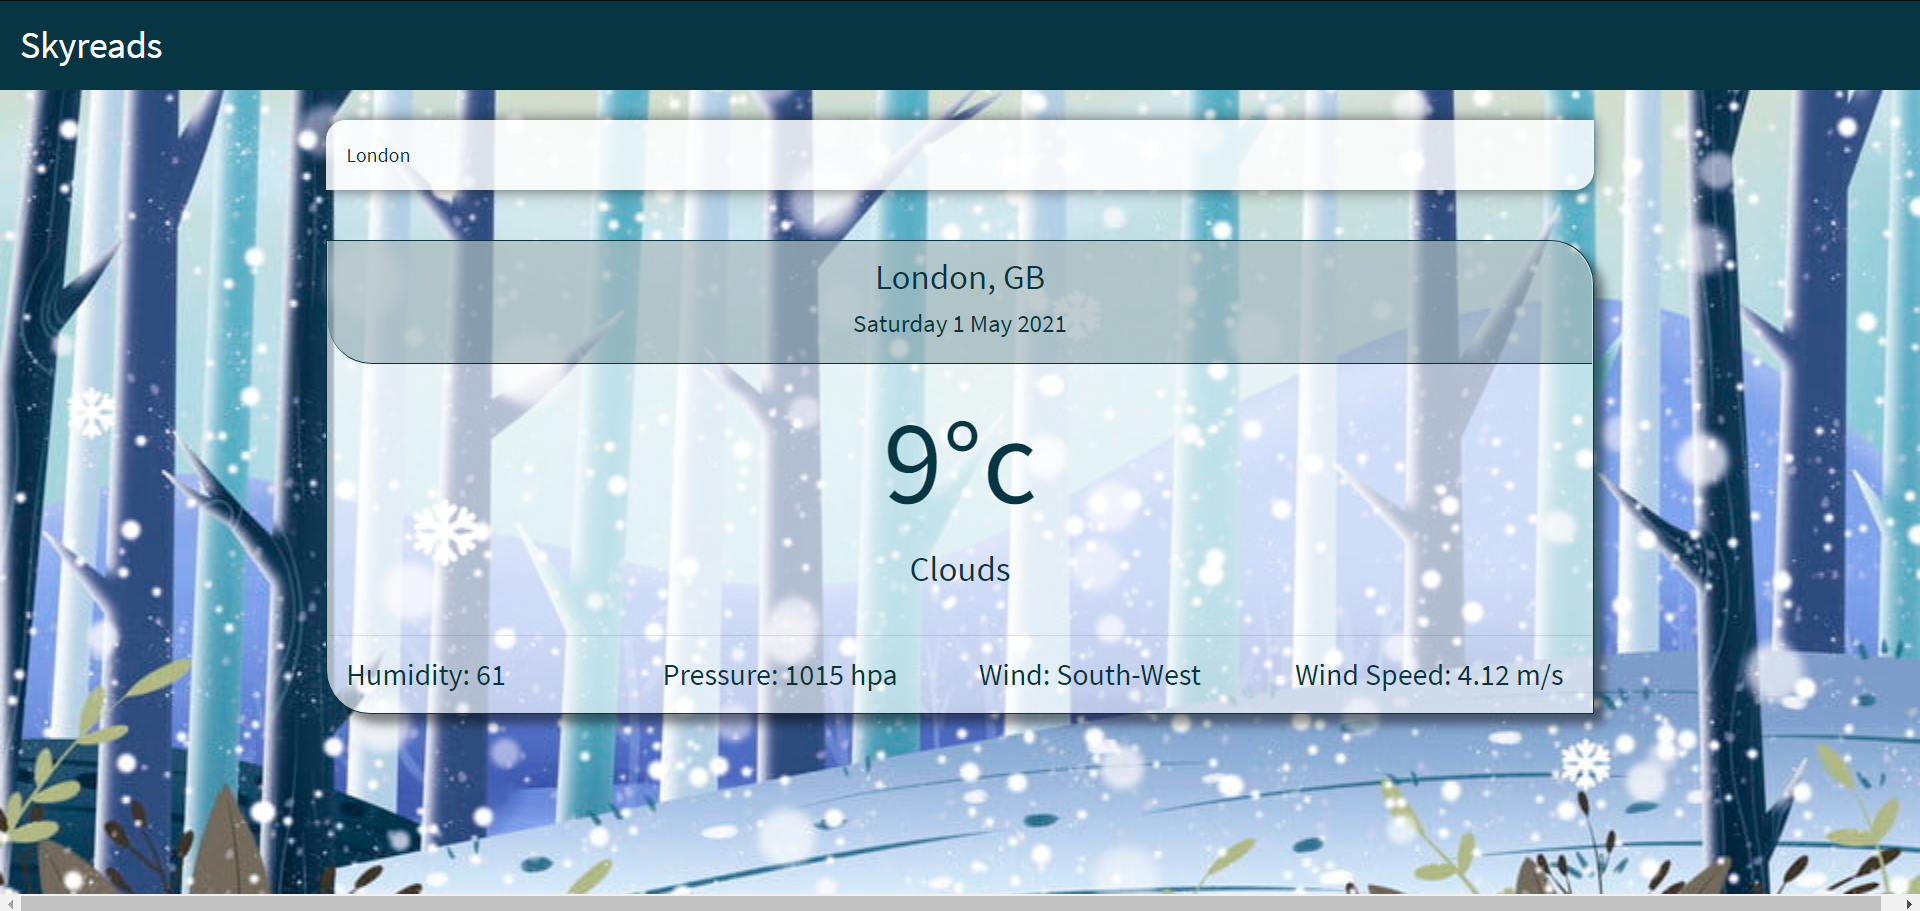 Skyreads
London
London, GB
Saturday 1 May 2021
9°c
Clouds
Humidity: 61 Pressure: 1015 hpa Wind: South-West Wind Speed: 4.12 m/s